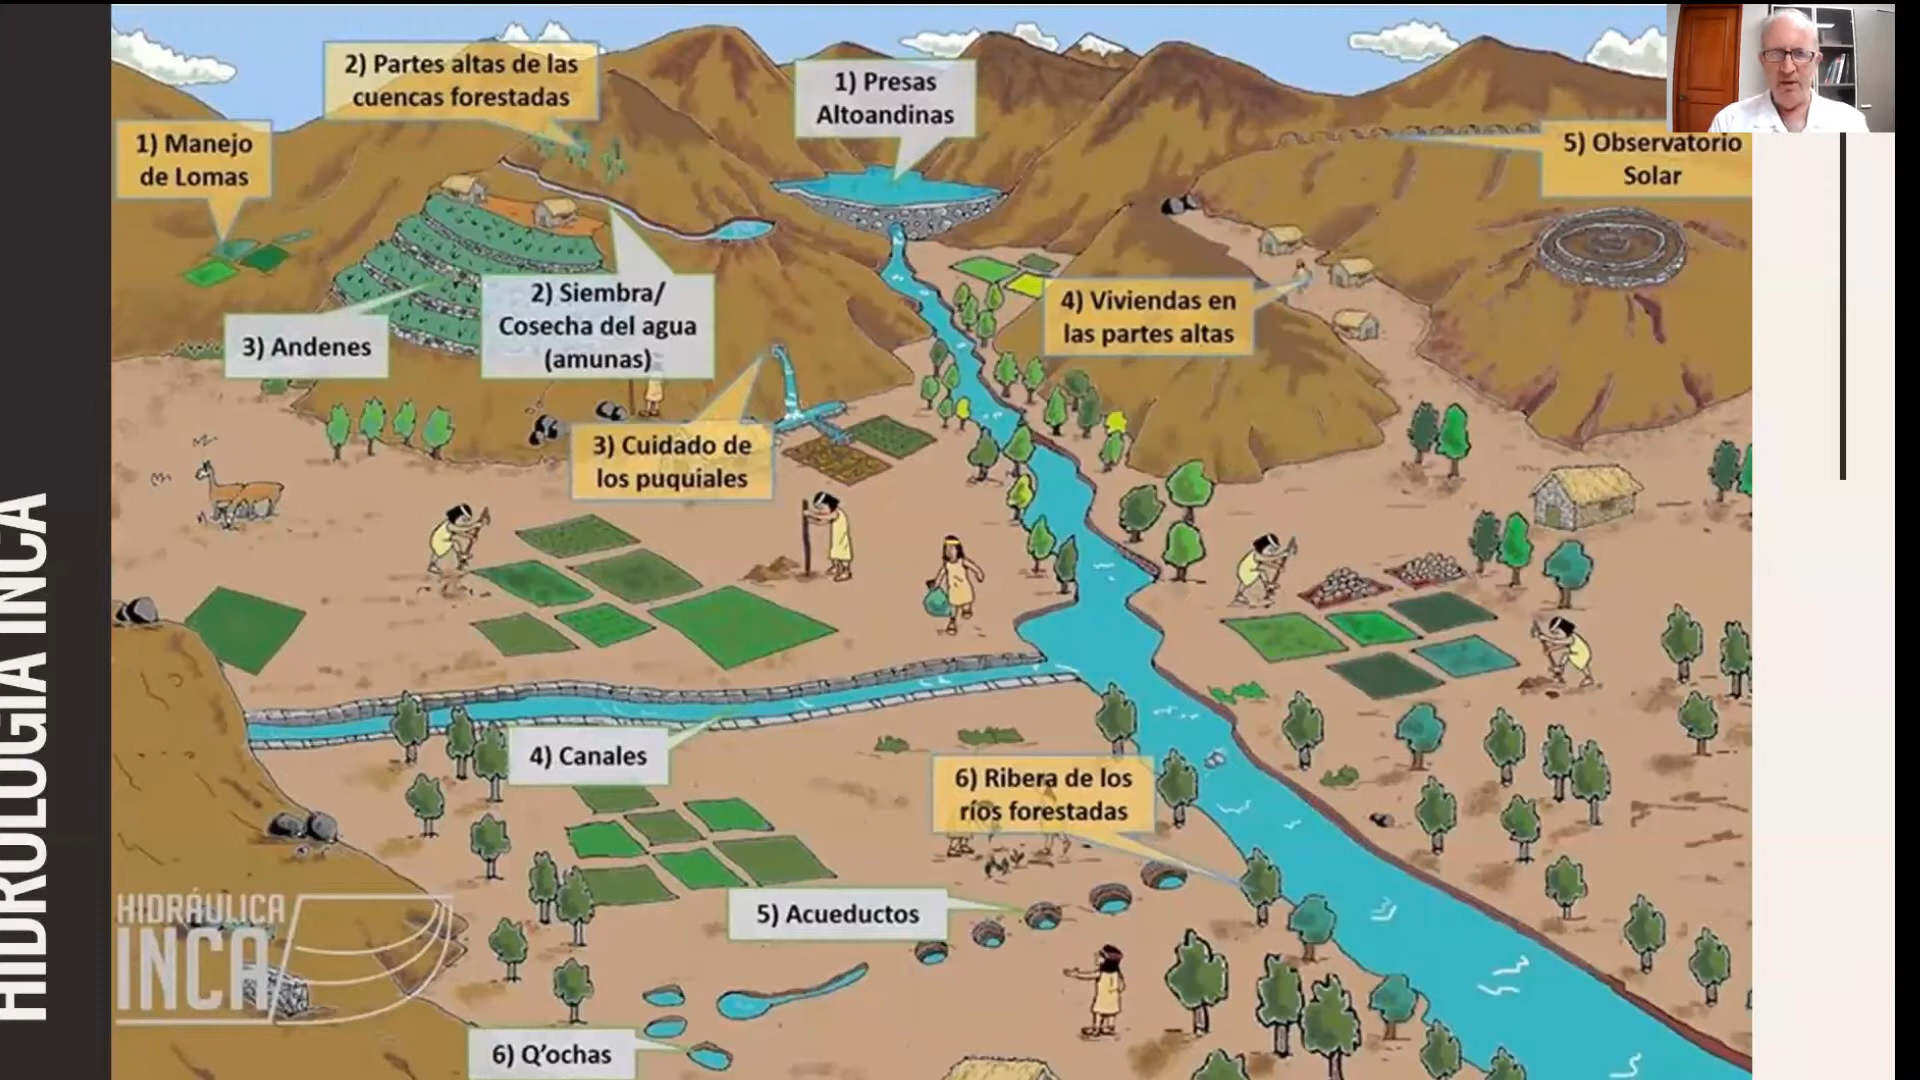 HIDROLOGIA INCA
2) Partes altas de las
cuencas forestadas
1) Presas
Altoandinas
1) Manejo
de Lomas
5) Observatorio
Solar
2) Siembra/
Cosecha del agua
(amunas)
4) Viviendas en
las partes altas
3) Andenes
3) Cuidado de
los puquiales
4) Canales
6) Ribera de los
ríos forestadas
5) Acueductos
HIDRÁULICA
INCA
6) Q'ochas